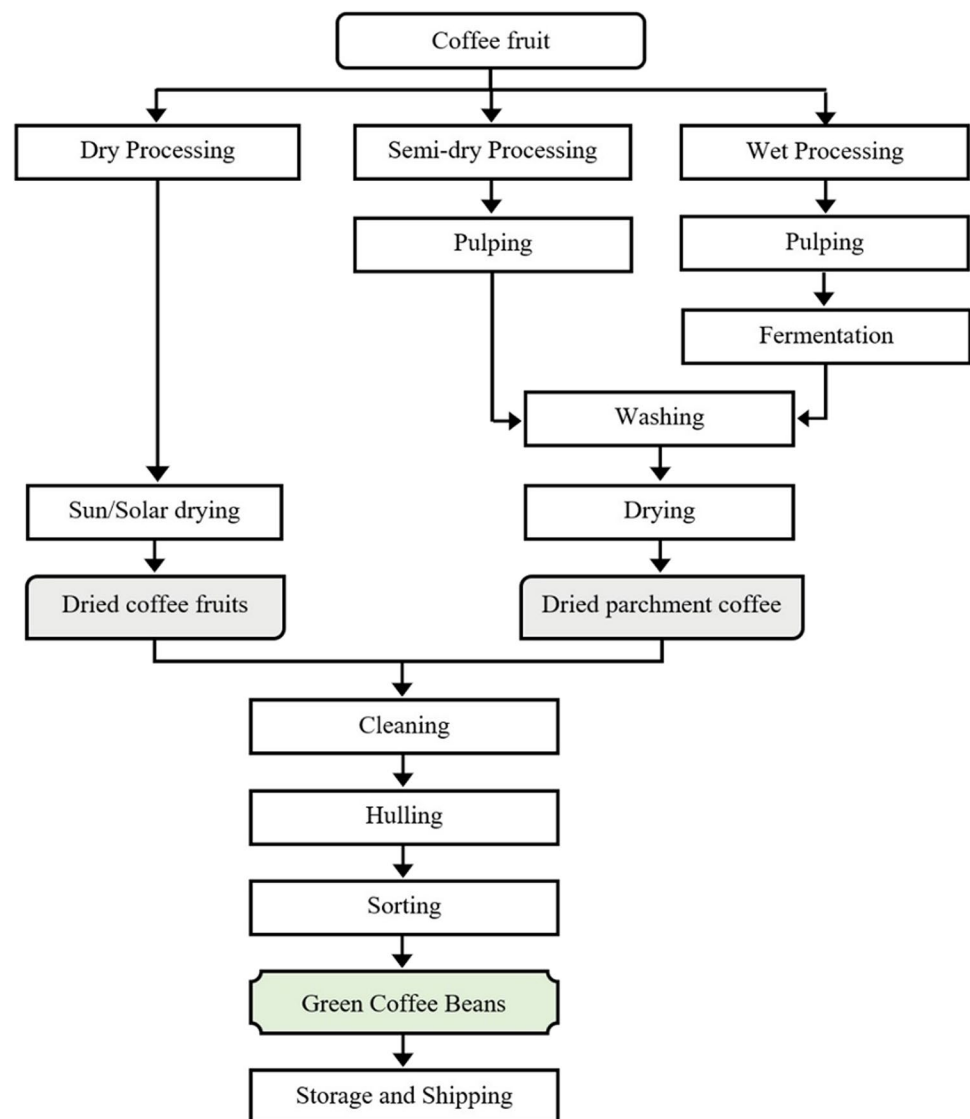 Coffee fruit
Dry Processing
Semi-dry Processing
Wet Processing
Pulping
Pulping
Fermentation
Washing
Sun/Solar drying
Drying
Dried coffee fruits
Dried parchment coffee
Cleaning
Hulling
Sorting
Green Coffee Beans
Storage and Shipping